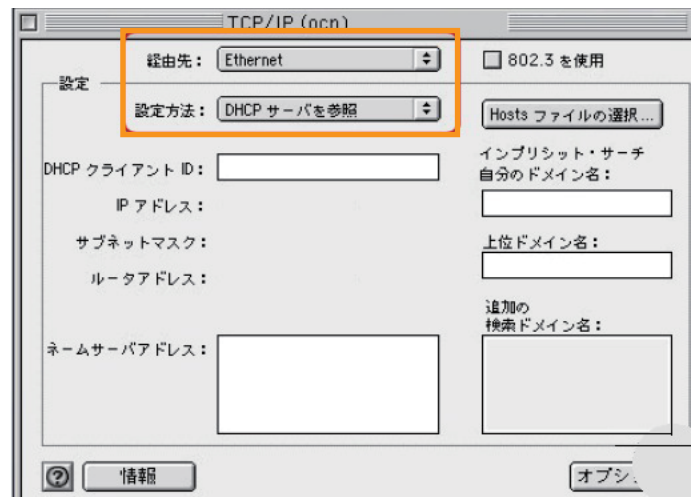 TCP/IP (ocn)
経由先： Ethernet
802.3 を使用
設定
設定方法： DHCP サーバを参照
Hosts ファイルの選択...
DHCP クライアント ID：
IP アドレス：
サブネットマスク：
ルータアドレス：
ネームサーバアドレス：
インプリシット・サーチ
自分のドメイン名：
上位ドメイン名：
追加の
検索ドメイン名：
?
情報
オプシ